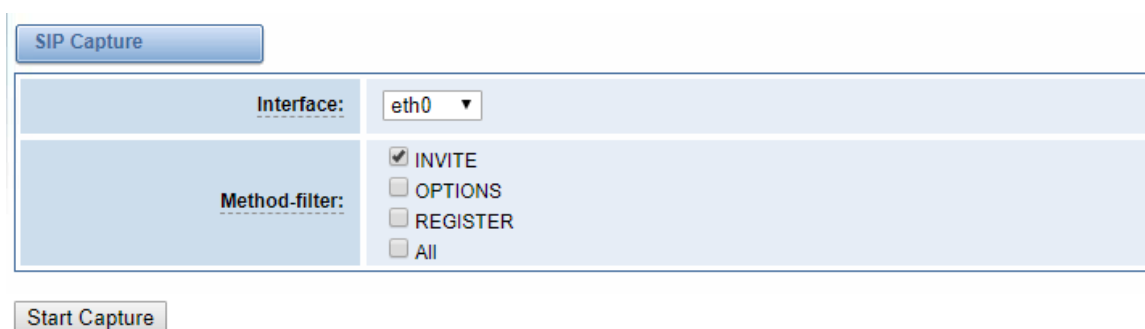 SIP Capture
Interface:
eth0
Method-filter:
INVITE
OPTIONS
REGISTER
All
Start Capture